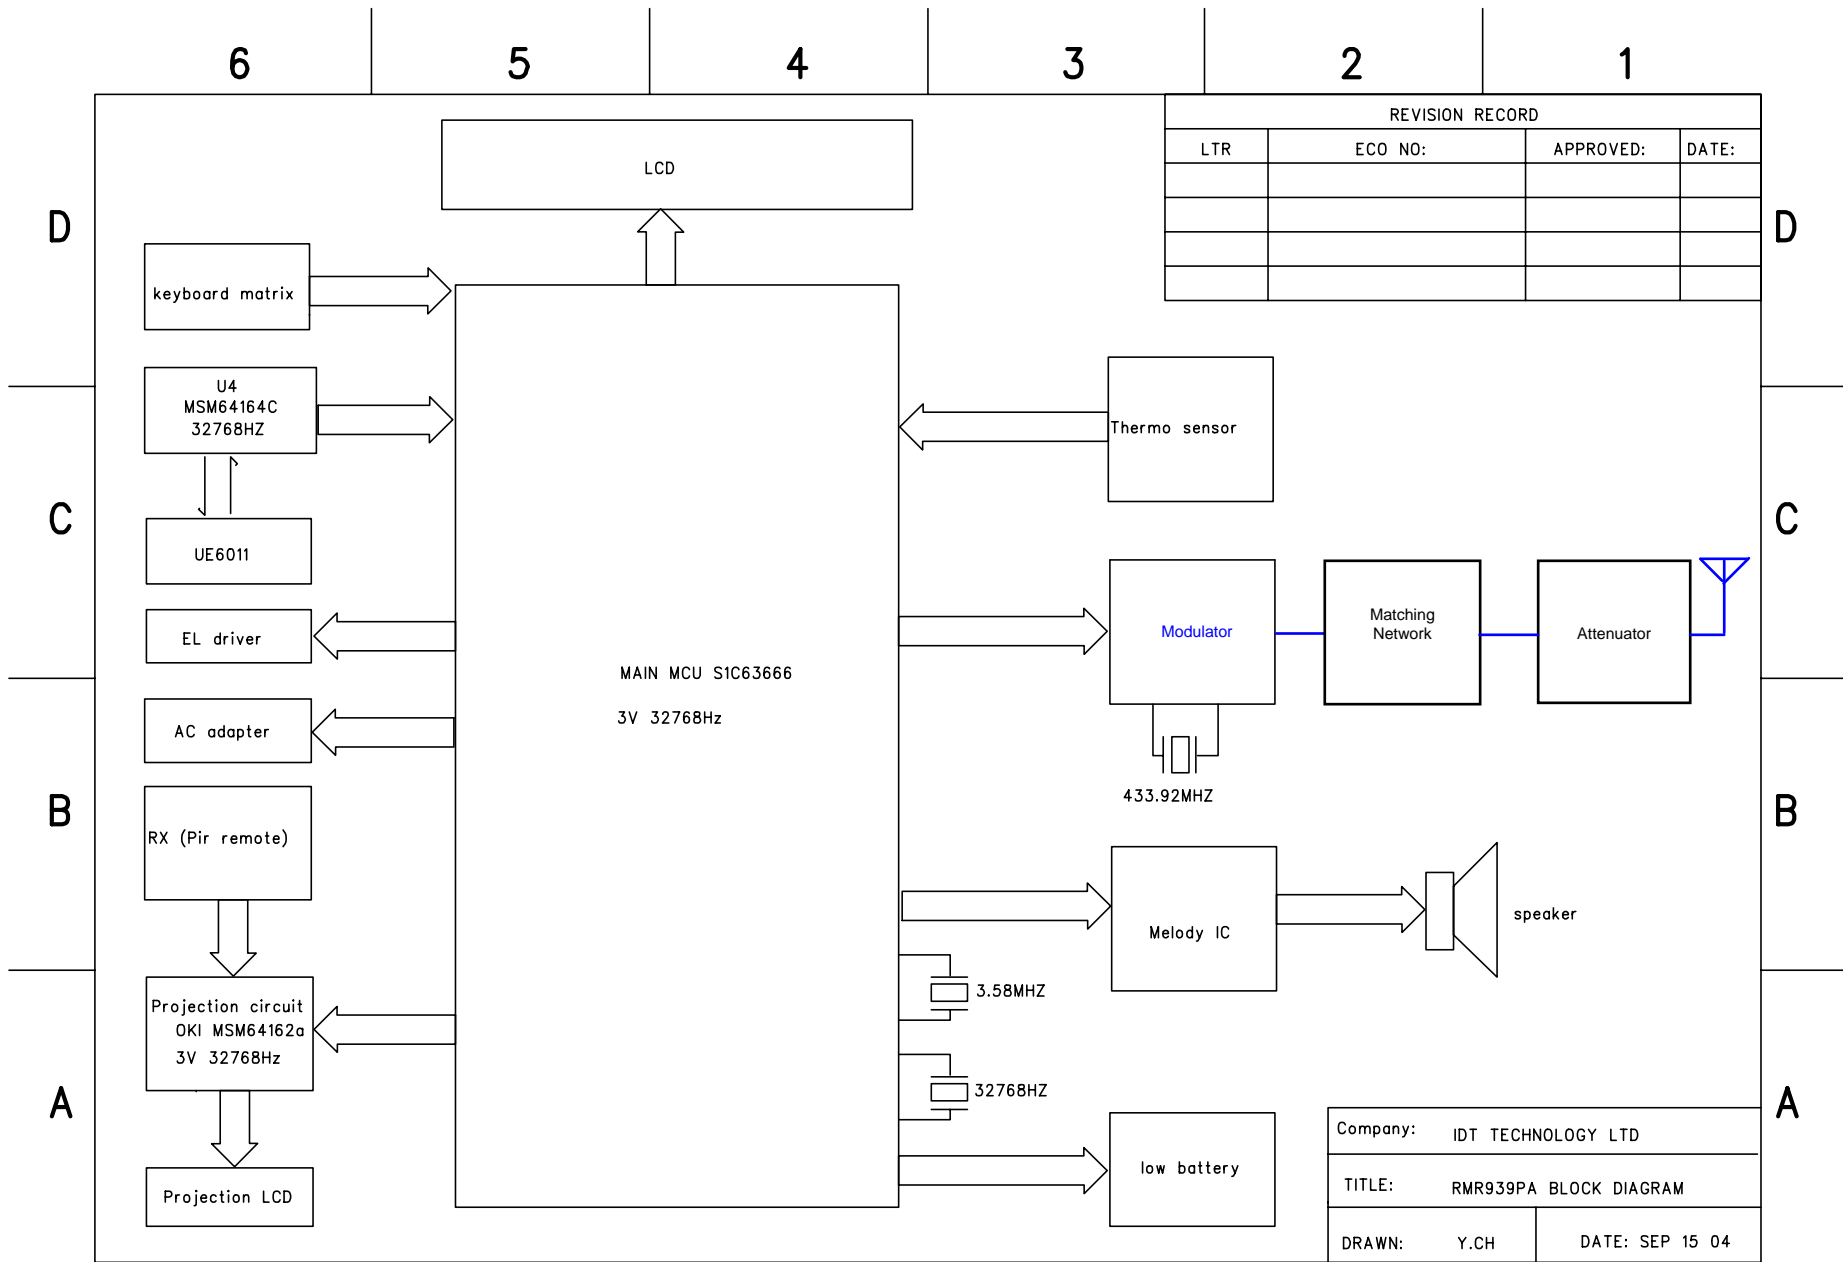 6 5 4 3 2 1
REVISION RECORD
LTR ECO NO: APPROVED: DATE:
LCD
D D
keyboard matrix
U4
MSM64164C
32768HZ
Thermo sensor
C C
UE6011
EL driver
Modulator
Matching
Network
Attenuator
MAIN MCU S1C63666
3V 32768Hz
AC adapter
433.92MHZ
B B
RX (Pir remote)
Melody IC
speaker
3.58MHZ
Projection circuit
OKI MSM64162a
3V 32768Hz
32768HZ
A A
low battery
Projection LCD
Company: IDT TECHNOLOGY LTD
TITLE: RMR939PA BLOCK DIAGRAM
DRAWN: Y.CH DATE: SEP 15 04